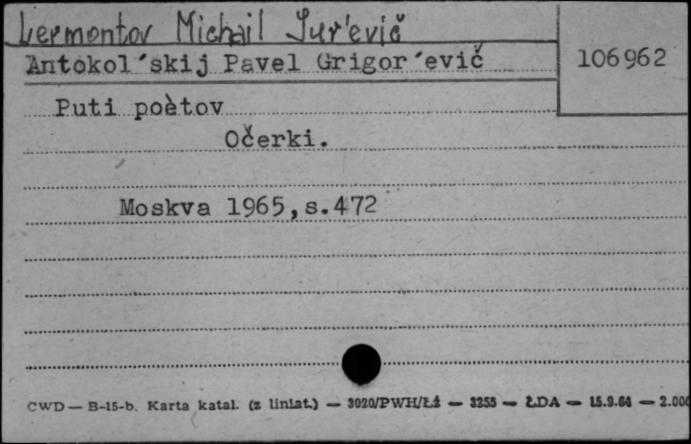 Lermontov Michail Jur'evič
Antokol'skij Pavel Grigor'evič
106962
Puti poètov
Očerki.
Moskva 1965,s.472
CWD — B-15-b. Karta katal. (z liniat.) — 3020/PWH/Łź — 3255 — ŁDA — 15.9.64 — 2.000